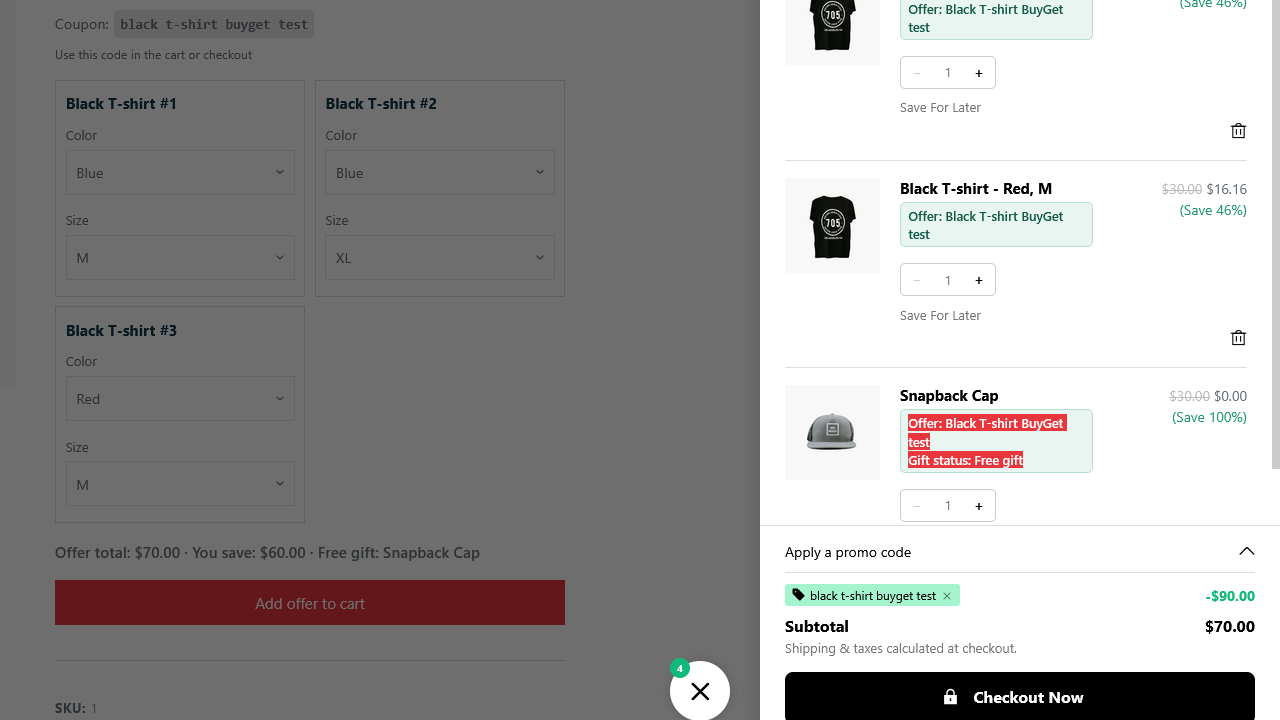 Coupon: black t-shirt buyget test
Use this code in the cart or checkout
Black T-shirt #1
Color
Blue
Size
M
Black T-shirt #2
Color
Blue
Size
XL
Black T-shirt #3
Color
Red
Size
M
Offer total: $70.00 · You save: $60.00 · Free gift: Snapback Cap
Add offer to cart
SKU: 1
4
705
(Save 46%)
Offer: Black T-shirt BuyGet
test
− 1 +
Save For Later
705
Black T-shirt - Red, M
$30.00 $16.16
(Save 46%)
Offer: Black T-shirt BuyGet
test
− 1 +
Save For Later
Snapback Cap
$30.00 $0.00
(Save 100%)
Offer: Black T-shirt BuyGet
test
Gift status: Free gift
− 1 +
Apply a promo code
black t-shirt buyget test ×
-$90.00
Subtotal
$70.00
Shipping & taxes calculated at checkout.
Checkout Now